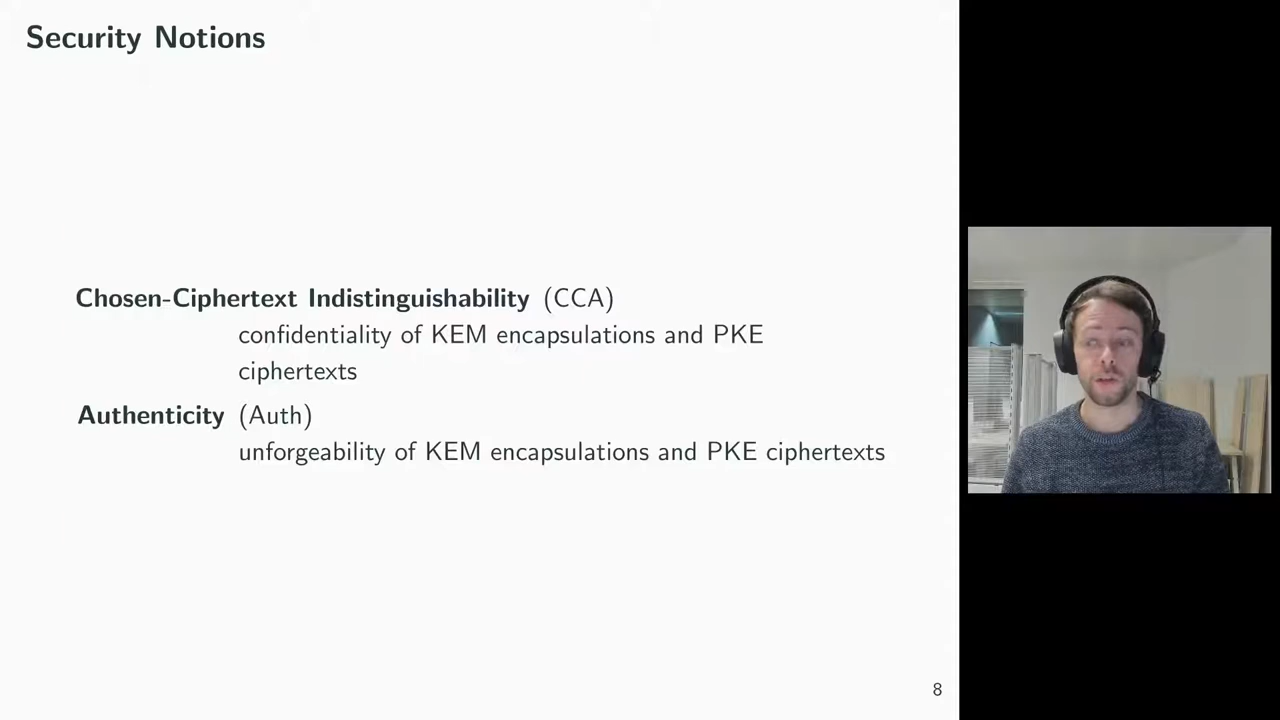 Security Notions
Chosen-Ciphertext Indistinguishability (CCA)
confidentiality of KEM encapsulations and PKE
ciphertexts
Authenticity (Auth)
unforgeability of KEM encapsulations and PKE ciphertexts
8